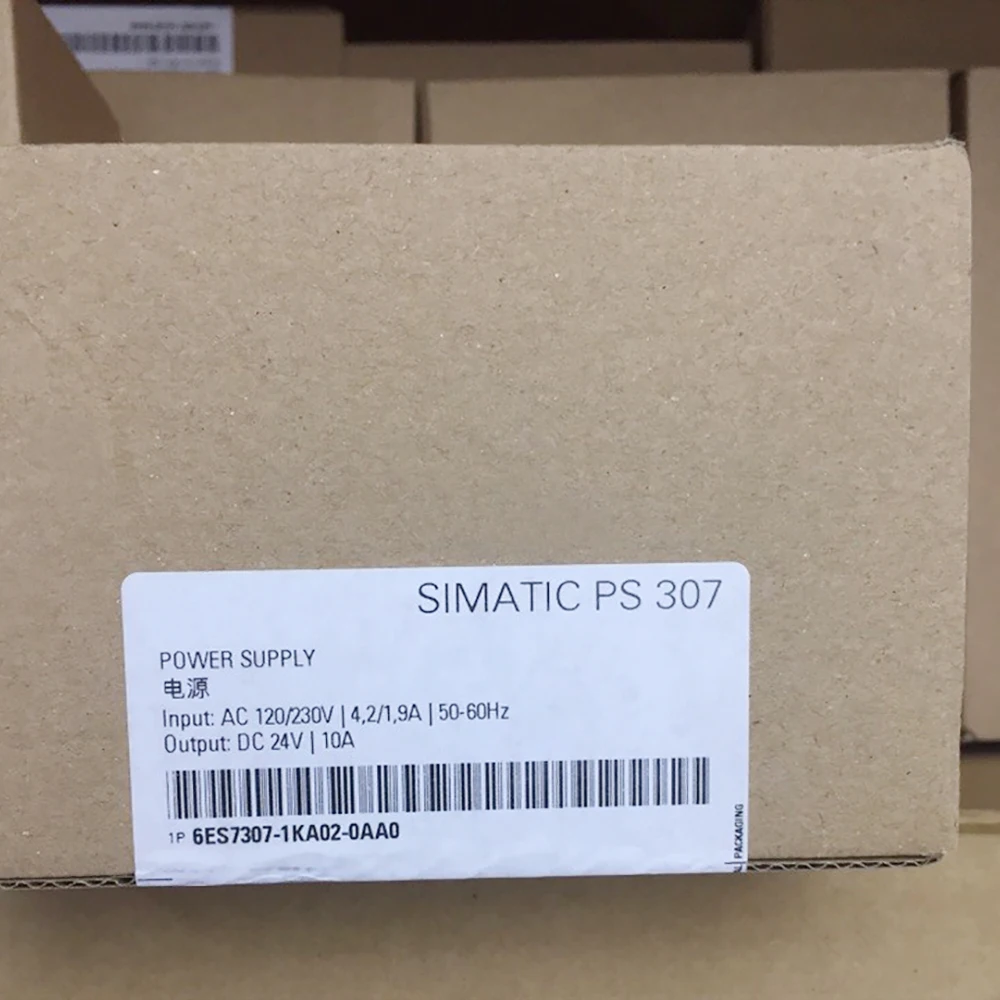 SIMATIC PS 307
POWER SUPPLY
电源
Input: AC 120/230V | 4,2/1,9A | 50-60Hz
Output: DC 24V | 10A
1P 6ES7307-1KA02-0AA0
PACKAGING